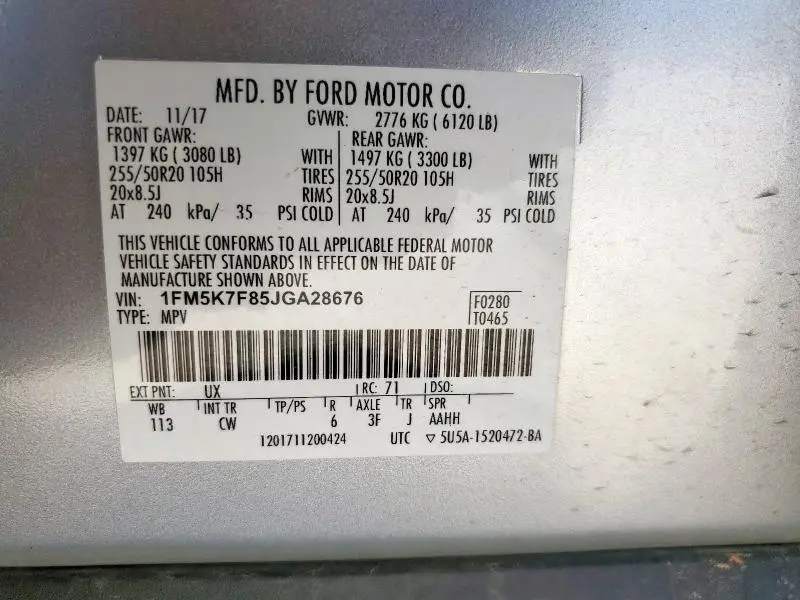 MFD. BY FORD MOTOR CO.
DATE: 11/17 GVWR: 2776 KG ( 6120 LB)
FRONT GAWR: REAR GAWR:
1397 KG ( 3080 LB) WITH 1497 KG ( 3300 LB) WITH
255/50R20 105H TIRES 255/50R20 105H TIRES
20x8.5J RIMS 20x8.5J RIMS
AT 240 kPa/ 35 PSI COLD AT 240 kPa/ 35 PSI COLD
THIS VEHICLE CONFORMS TO ALL APPLICABLE FEDERAL MOTOR
VEHICLE SAFETY STANDARDS IN EFFECT ON THE DATE OF
MANUFACTURE SHOWN ABOVE.
VIN: 1FM5K7F85JGA28676 F0280
TYPE: MPV T0465
EXT PNT: UX RC: 71 DSO:
WB INT TR TP/PS R AXLE TR SPR
113 CW 6 3F J AAHH
1201711200424 UTC ▽ 5U5A-1520472-BA